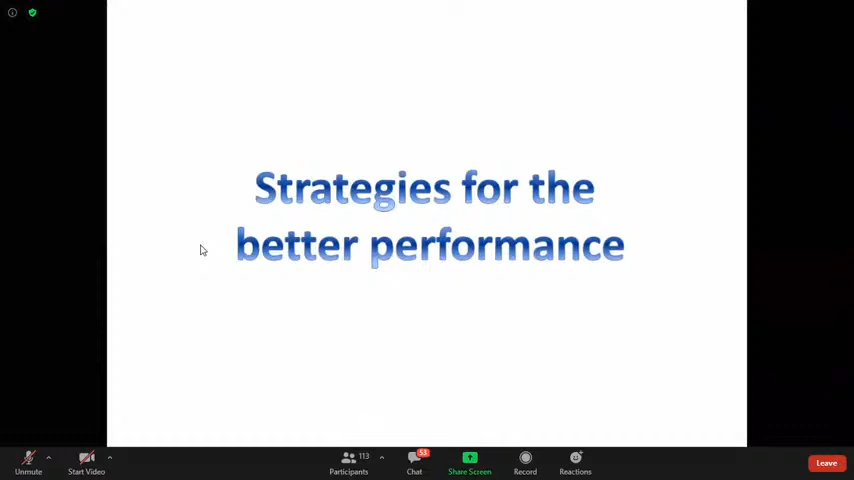 Strategies for the
better performance
113
53
Unmute
Start Video
Participants
Chat
Share Screen
Record
Reactions
Leave